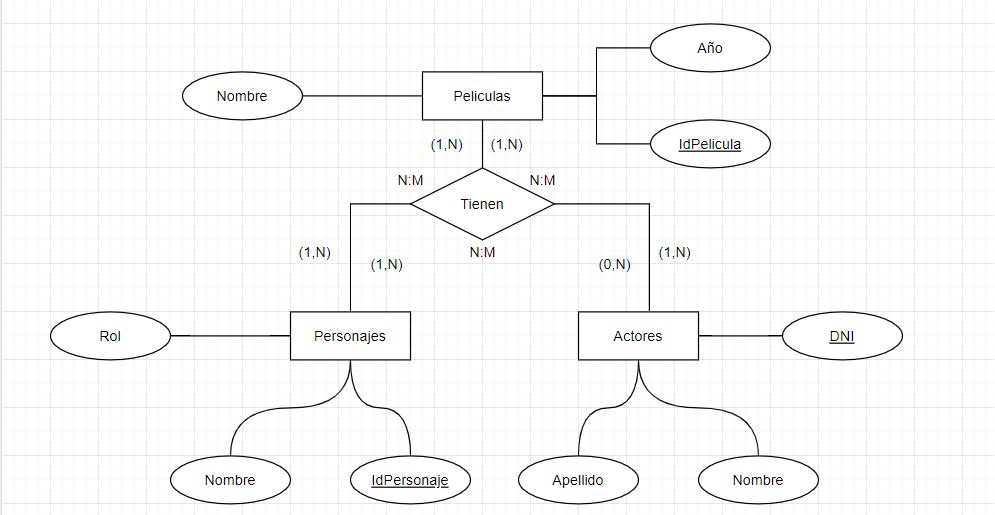 Año
Nombre
Peliculas
IdPelicula
(1,N) (1,N)
N:M N:M
Tienen
N:M
(1,N) (1,N) (0,N) (1,N)
Rol
Personajes
Actores
DNI
Nombre
IdPersonaje
Apellido
Nombre